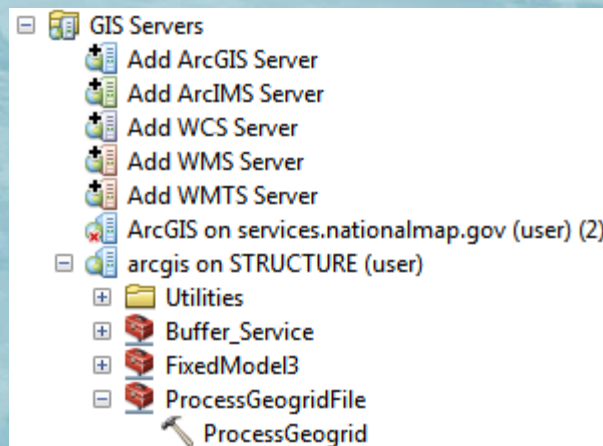 GIS Servers
Add ArcGIS Server
Add ArcIMS Server
Add WCS Server
Add WMS Server
Add WMTS Server
ArcGIS on services.nationalmap.gov (user) (2)
arcgis on STRUCTURE (user)
Utilities
Buffer_Service
FixedModel3
ProcessGeogridFile
ProcessGeogrid